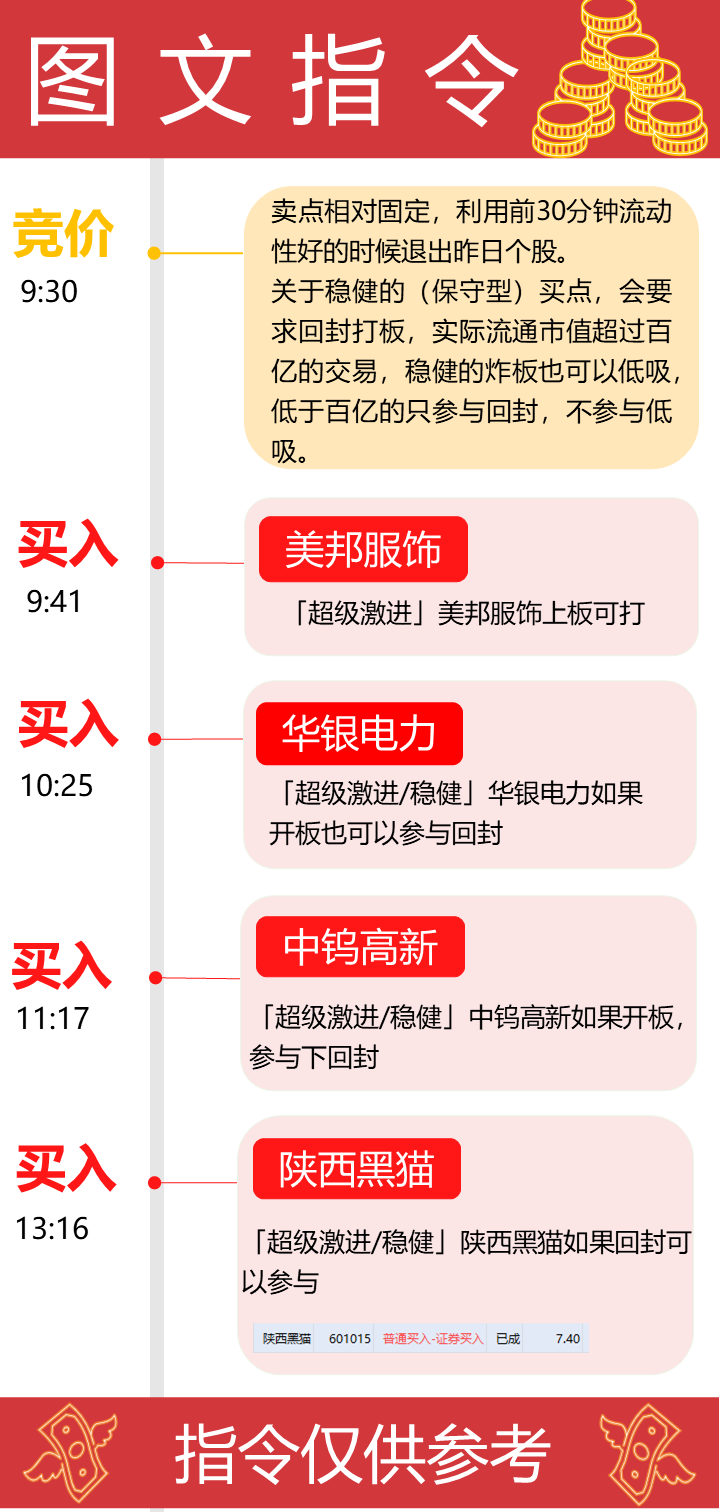 图文指令
竞价
9:30
卖点相对固定，利用前30分钟流动
性好的时候退出昨日个股。
关于稳健的（保守型）买点，会要
求回封打板，实际流通市值超过百
亿的交易，稳健的炸板也可以低吸，
低于百亿的只参与回封，不参与低
吸。
买入
9:41
美邦服饰
「超级激进」美邦服饰上板可打
买入
10:25
华银电力
「超级激进/稳健」华银电力如果
开板也可以参与回封
买入
11:17
中钨高新
「超级激进/稳健」中钨高新如果开板，
参与下回封
买入
13:16
陕西黑猫
「超级激进/稳健」陕西黑猫如果回封可
以参与
陕西黑猫 601015 普通买入-证券买入 已成 7.40
指令仅供参考